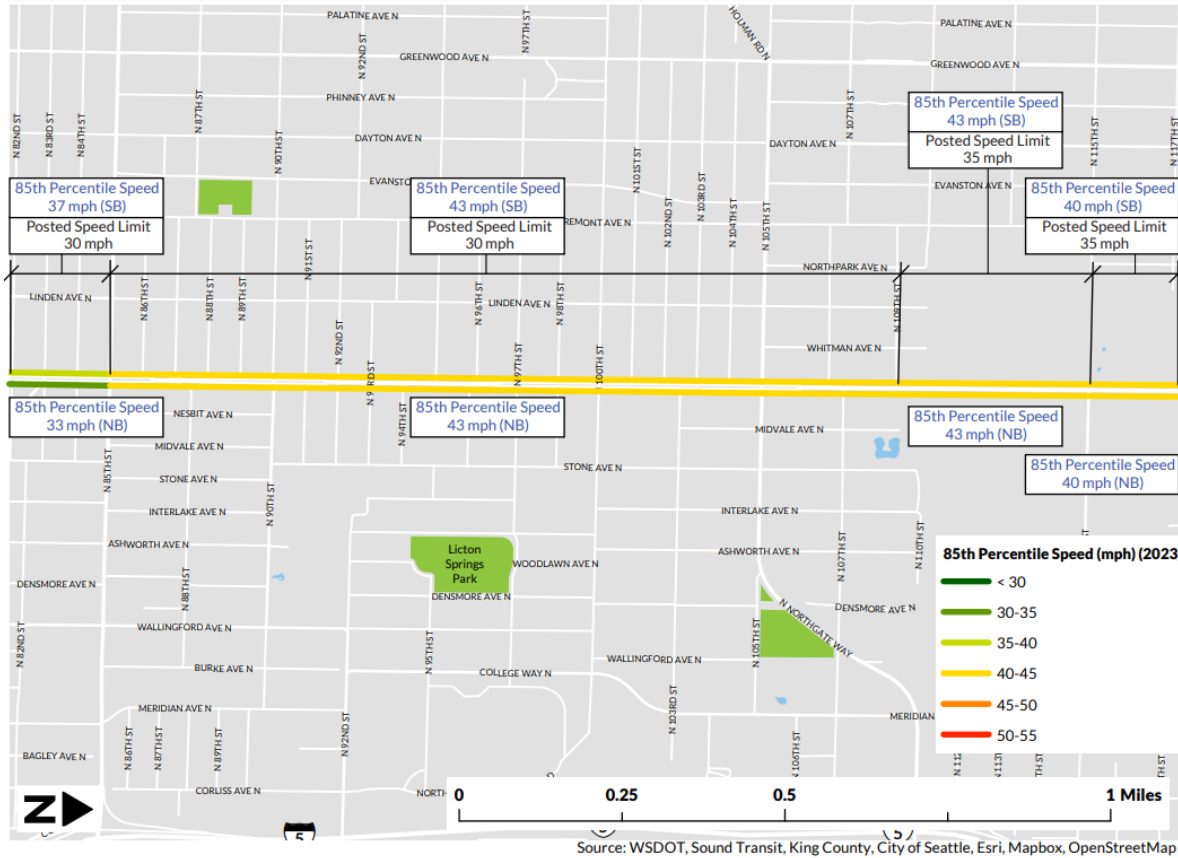 PALATINE AVE N
PALATINE AVE N
HOLMAN RD N
N 97TH ST
N 92ND ST
GREENWOOD AVE N
GREENWOOD AVE N
PHINNEY AVE N
N 87TH ST
N 107TH ST
85th Percentile Speed
43 mph (SB)
Posted Speed Limit
35 mph
N 82ND ST
N 83RD ST
N 84TH ST
N 90TH ST
DAYTON AVE N
DAYTON AVE N
N 115TH ST
N 117TH ST
N 101ST ST
N 102ND ST
N 103RD ST
N 104TH ST
N 105TH ST
EVANSTON AVE N
85th Percentile Speed
37 mph (SB)
Posted Speed Limit
30 mph
EVANSTO
85th Percentile Speed
43 mph (SB)
Posted Speed Limit
30 mph
REMONT AVE N
85th Percentile Speed
40 mph (SB)
Posted Speed Limit
35 mph
N 91ST ST
NORTHPARK AVE N
LINDEN AVE N
N 86TH ST
N 88TH ST
N 89TH ST
N 96TH ST
LINDEN AVE N
N 98TH ST
N 109TH ST
N 92ND ST
N 97TH ST
N 100TH ST
WHITMAN AVE N
N 9 RD ST
85th Percentile Speed
33 mph (NB)
NESBIT AVE N
N 94TH ST
85th Percentile Speed
43 mph (NB)
MIDVALE AVE N
85th Percentile Speed
43 mph (NB)
MIDVALE AVE N
N 85TH ST
STONE AVE N
STONE AVE N
85th Percentile Speed
40 mph (NB)
INTERLAKE AVE N
N 90TH ST
INTERLAKE AVE N
ASHWORTH AVE N
ASHWORTH AVE N
N 107TH ST
N 110TH ST
Licton
Springs
Park
WOODLAWN AVE N
DENSMORE AVE N
N 88TH ST
DENSMORE AVE N
N NORTHGATE WAY
DENSMORE AVE N
WALLINGFORD AVE N
N 82ND ST
N 95TH ST
N 105TH ST
WALLINGFORD AVE N
BURKE AVE N
COLLEGE WAY N
N 103RD ST
MERIDIAN AVE N
MERIDIAN
N 86TH ST
N 87TH ST
N 89TH ST
N 92ND ST
N 106TH ST
BAGLEY AVE N
CORLISS AVE N
NORTH
85th Percentile Speed (mph) (2023
< 30
30-35
35-40
40-45
45-50
50-55
N
0
0.25
0.5
1 Miles
5
5
Source: WSDOT, Sound Transit, King County, City of Seattle, Esri, Mapbox, OpenStreetMap